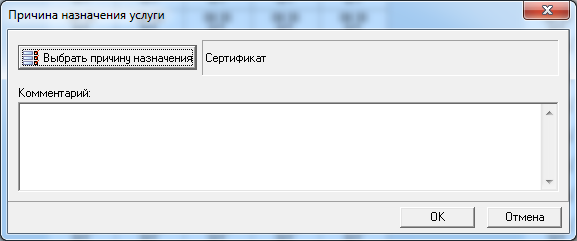 Причина назначения услуги
Выбрать причину назначения
Сертификат
Комментарий:
OK
Отмена